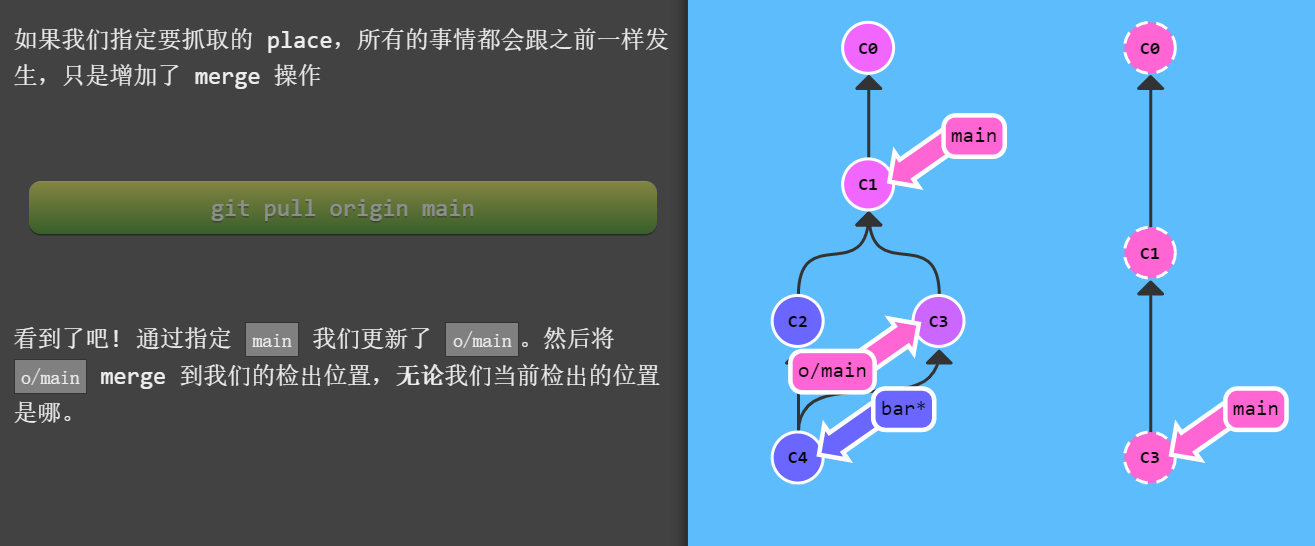 如果我们指定要抓取的 place，所有的事情都会跟之前一样发
生，只是增加了 merge 操作
git pull origin main
看到了吧！通过指定 main 我们更新了 o/main。然后将
o/main merge 到我们的检出位置，无论我们当前检出的位置
是哪。
C0
main
C1
C2
C3
o/main
bar*
C4
C0
C1
main
C3